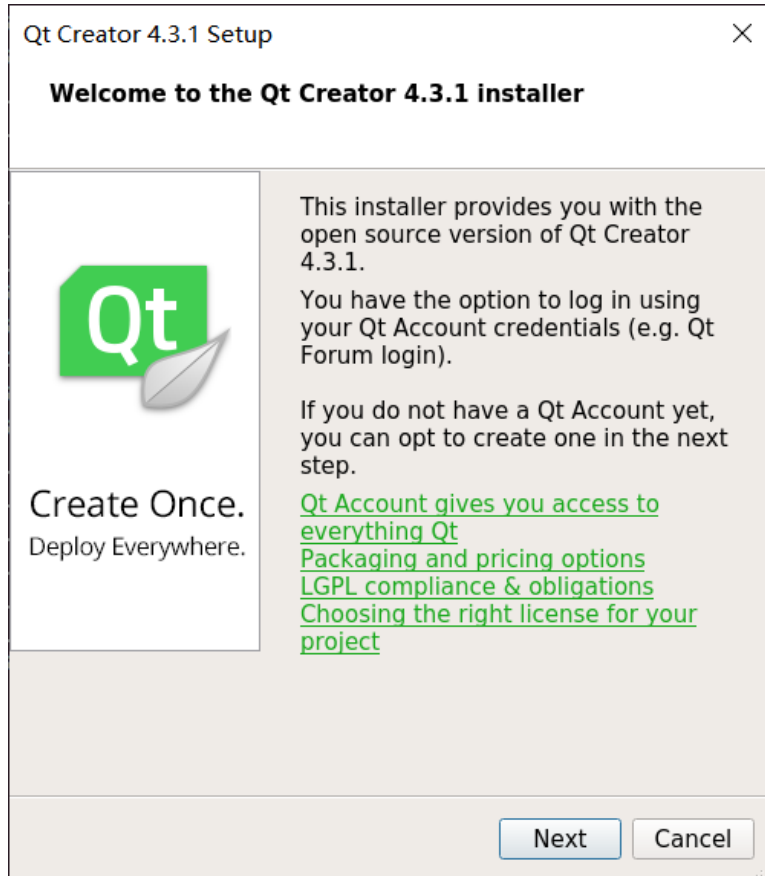 Qt Creator 4.3.1 Setup
Welcome to the Qt Creator 4.3.1 installer
Qt
Create Once.
Deploy Everywhere.
This installer provides you with the
open source version of Qt Creator
4.3.1.
You have the option to log in using
your Qt Account credentials (e.g. Qt
Forum login).
If you do not have a Qt Account yet,
you can opt to create one in the next
step.
Qt Account gives you access to
everything Qt
Packaging and pricing options
LGPL compliance & obligations
Choosing the right license for your
project
Next
Cancel